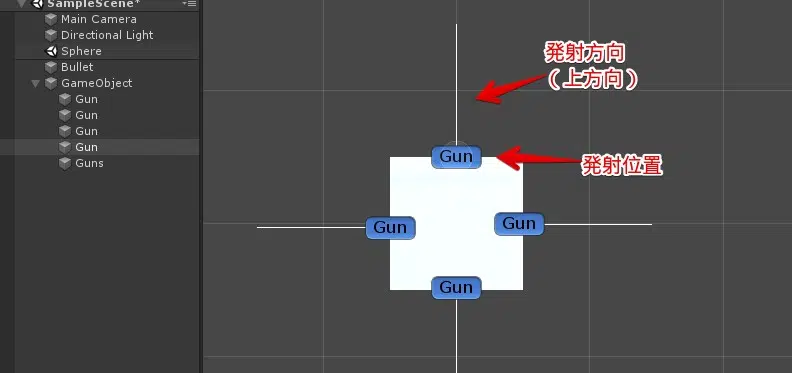 SampleScene*
Main Camera
Directional Light
Sphere
Bullet
GameObject
Gun
Gun
Gun
Gun
Guns
発射方向
(上方向)
Gun
発射位置
Gun
Gun
Gun